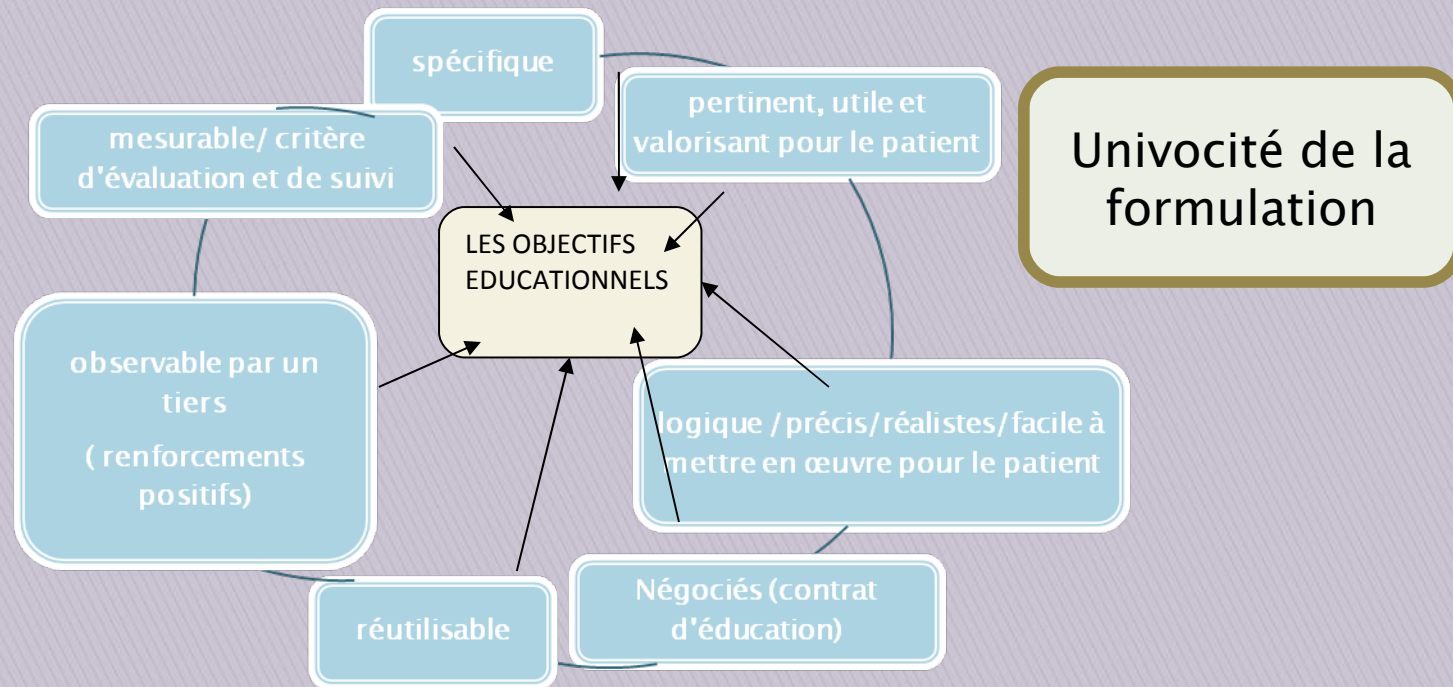 spécifique
pertinent, utile et
valorisant pour le patient
Univocité de la
formulation
mesurable/ critère
d'évaluation et de suivi
LES OBJECTIFS
EDUCATIONNELS
observable par un
tiers
( renforcements
positifs)
logique /précis/réalistes/facile à
mettre en œuvre pour le patient
Négociés (contrat
d'éducation)
réutilisable